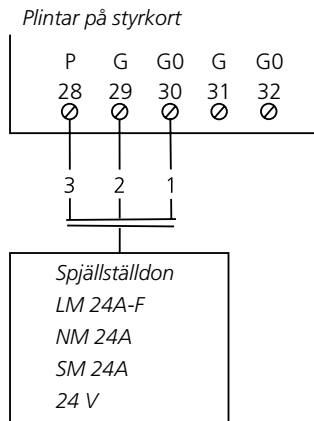 Plintar på styrkort
P G G0 G G0
28 29 30 31 32
3 2 1
Spjällställdon
LM 24A-F
NM 24A
SM 24A
24 V